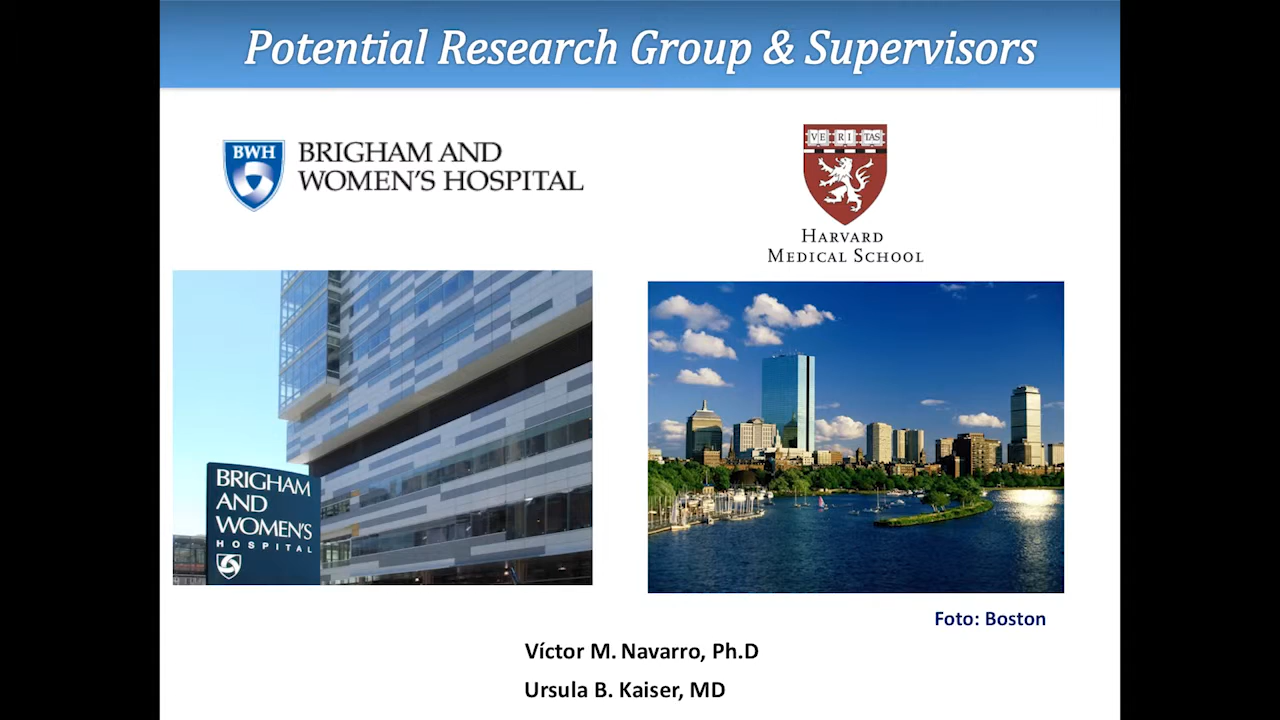 Potential Research Group & Supervisors
BWH
BRIGHAM AND
WOMEN'S HOSPITAL
VE RI TAS
HARVARD
MEDICAL SCHOOL
BRIGHAM
AND
WOMEN'S
HOSPITAL
Foto: Boston
Víctor M. Navarro, Ph.D
Ursula B. Kaiser, MD